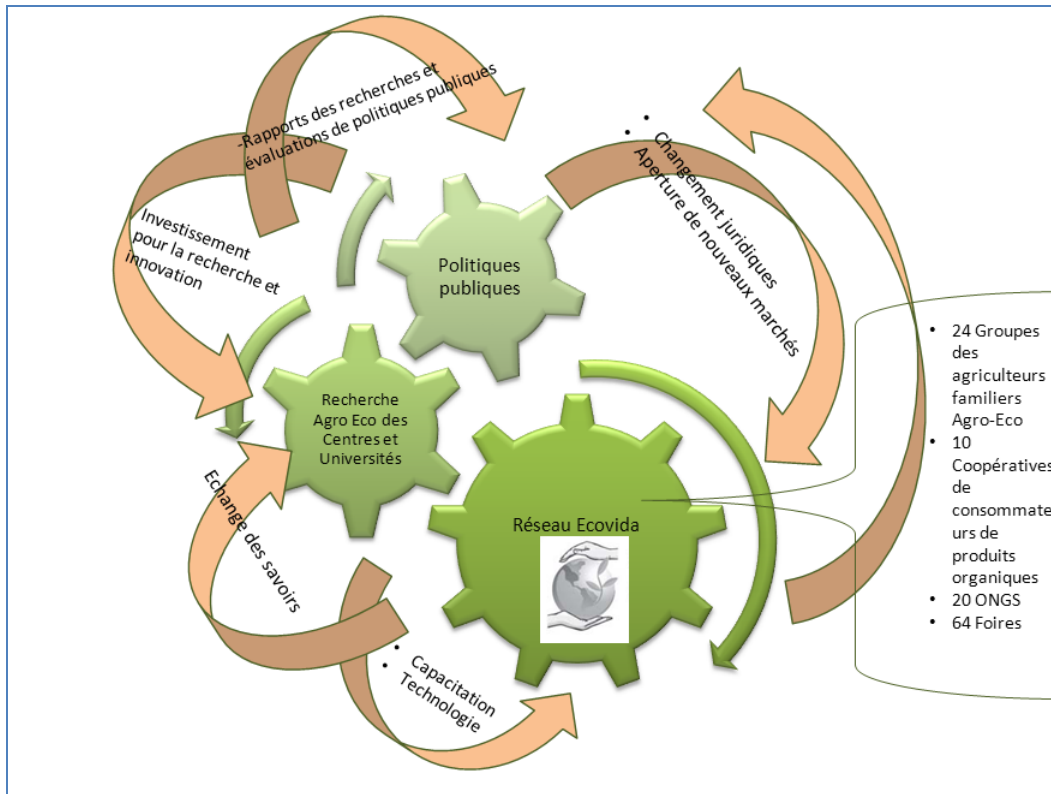 -Rapports des recherches et
évaluations de politiques publiques
• Changement juridiques
• Aperture de nouveaux marchés
Investissement
pour la recherche et
innovation
Politiques
publiques
Recherche
Agro Eco des
Centres et
Universités
Echange des savoirs
Réseau Ecovida
• Capacitation
• Technologie
• 24 Groupes
des
agriculteurs
familiers
Agro-Eco
• 10
Coopératives
de
consommate
urs de
produits
organiques
• 20 ONGS
• 64 Foires